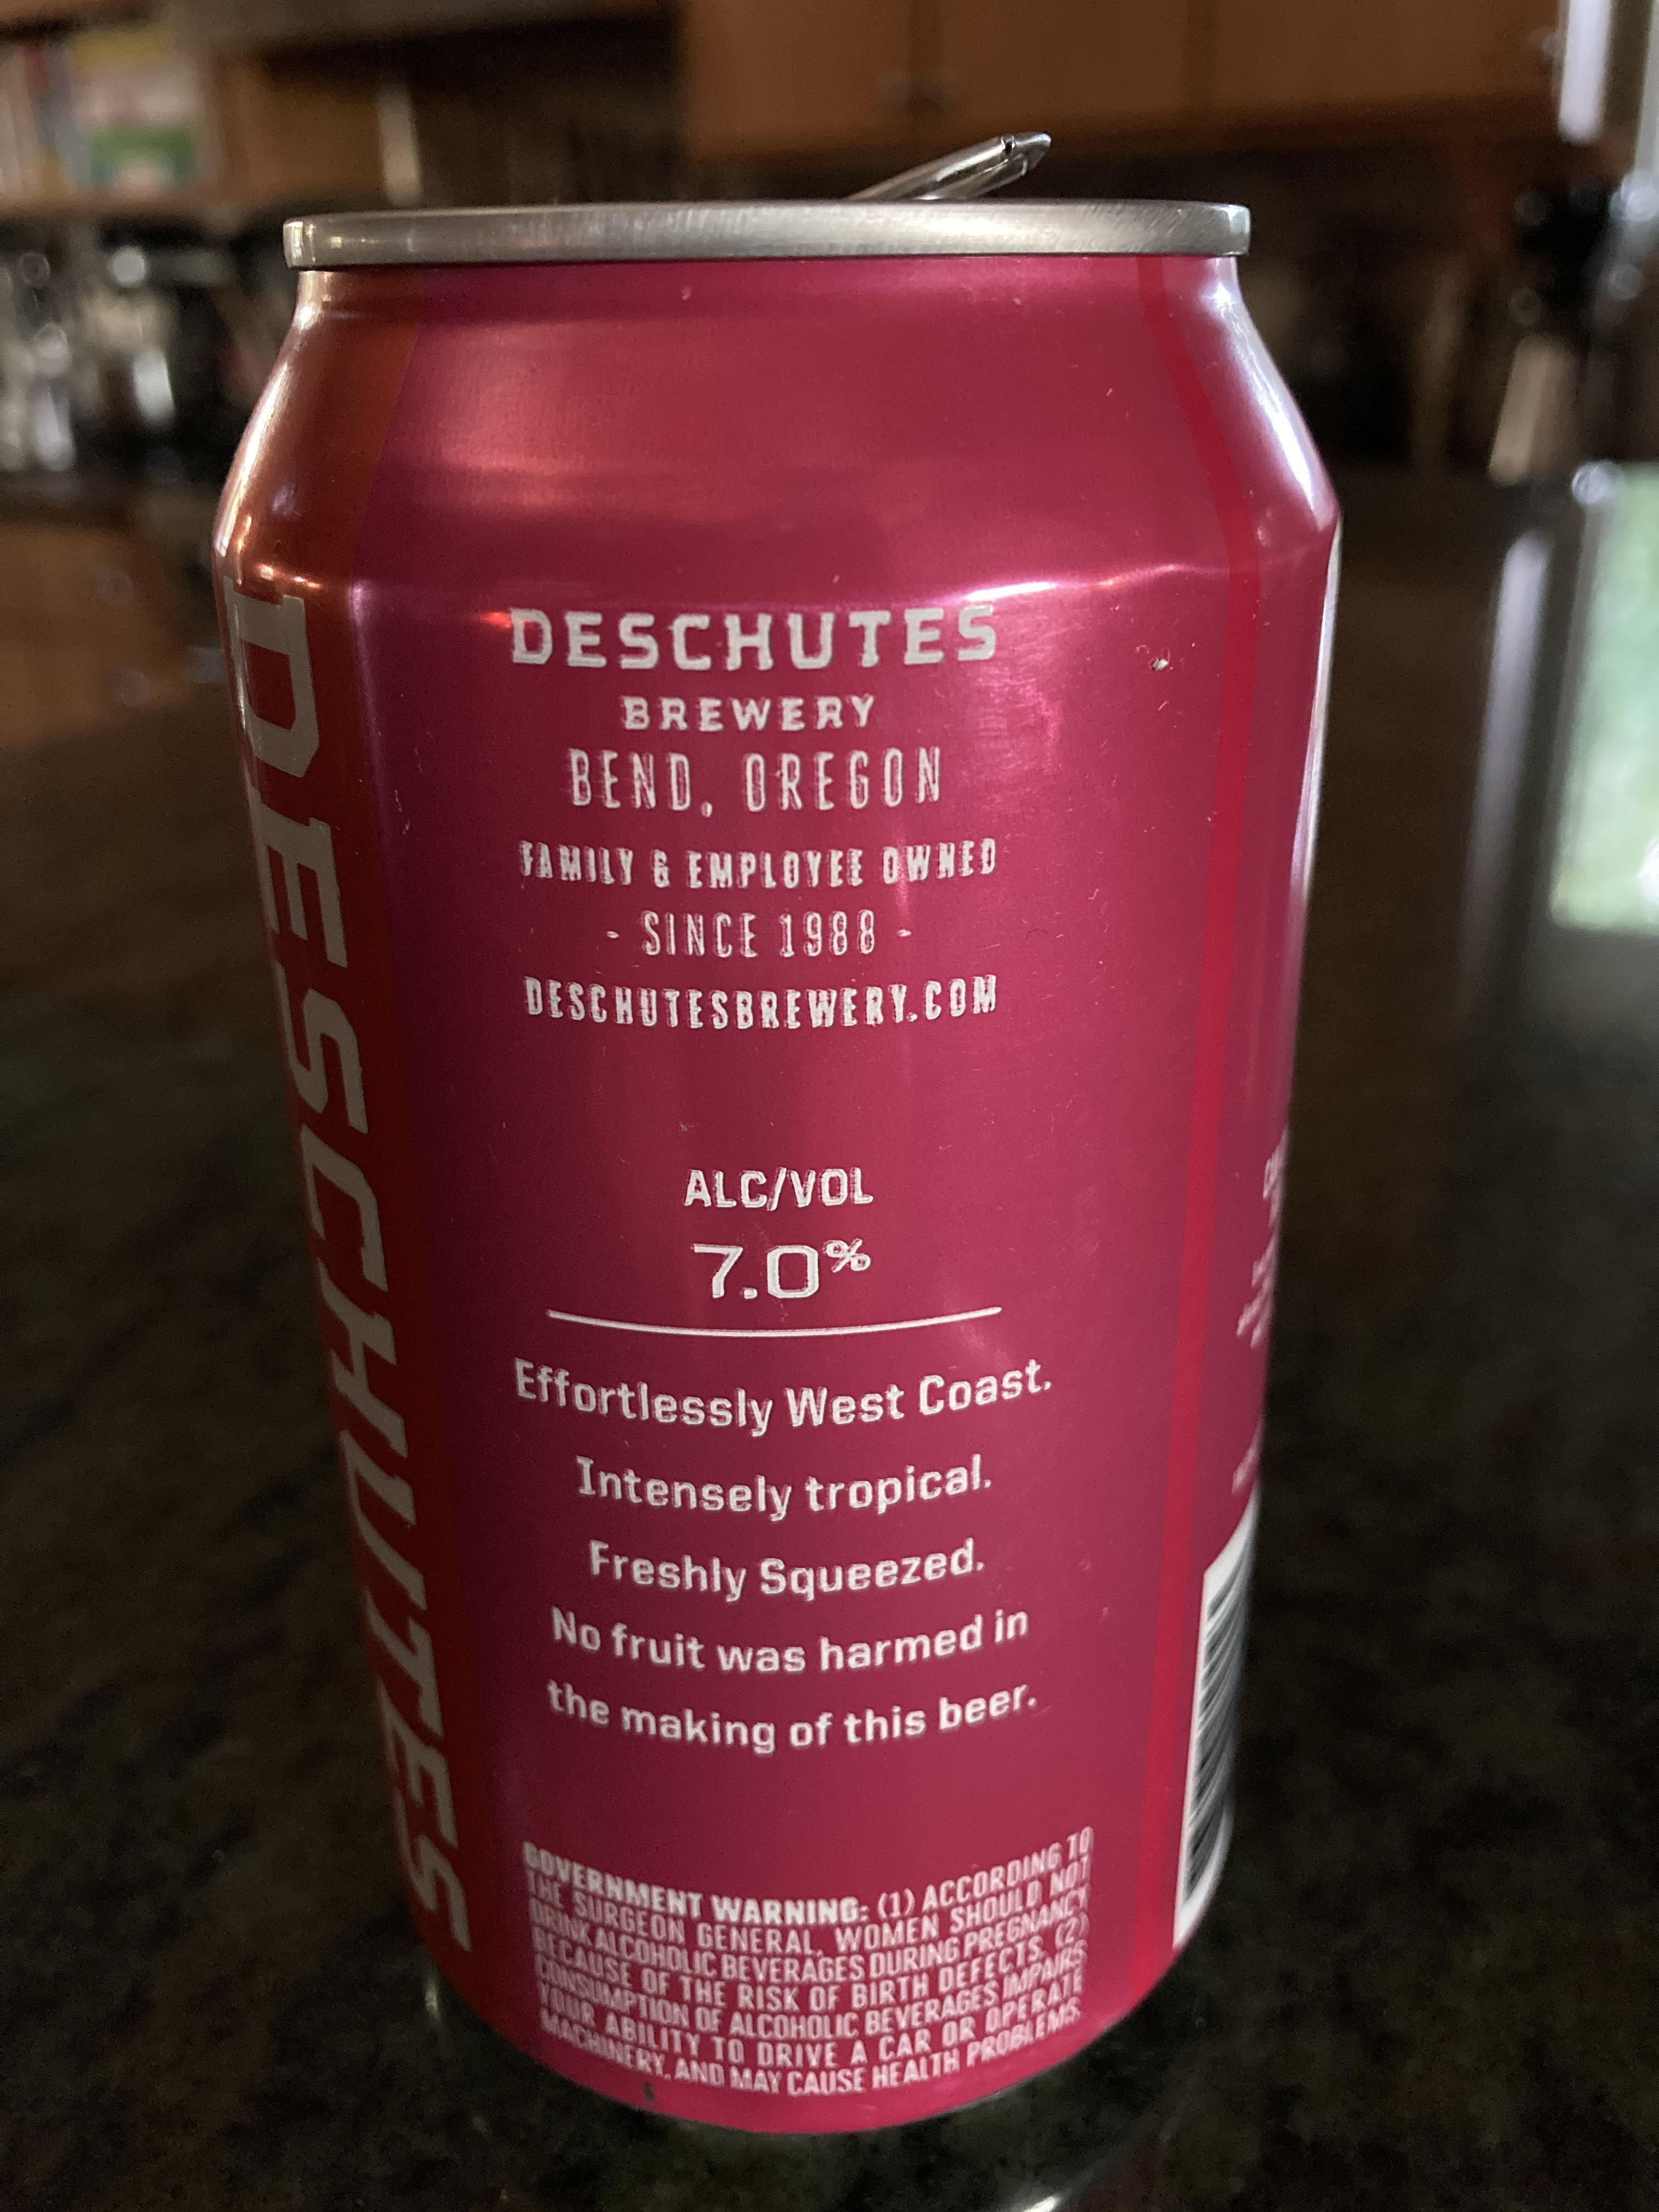 DESCHUTES
DESCHUTES
BREWERY
BEND, OREGON
FAMILY & EMPLOYEE OWNED
- SINCE 1988 -
DESCHUTESBREWERY.COM
ALC/VOL
7.0%
Effortlessly West Coast.
Intensely tropical.
Freshly Squeezed.
No fruit was harmed in
the making of this beer.
GOVERNMENT WARNING: (1) ACCORDING TO
THE SURGEON GENERAL, WOMEN SHOULD NOT
DRINK ALCOHOLIC BEVERAGES DURING PREGNANCY
BECAUSE OF THE RISK OF BIRTH DEFECTS. (2)
CONSUMPTION OF ALCOHOLIC BEVERAGES IMPAIRS
YOUR ABILITY TO DRIVE A CAR OR OPERATE
MACHINERY, AND MAY CAUSE HEALTH PROBLEMS.